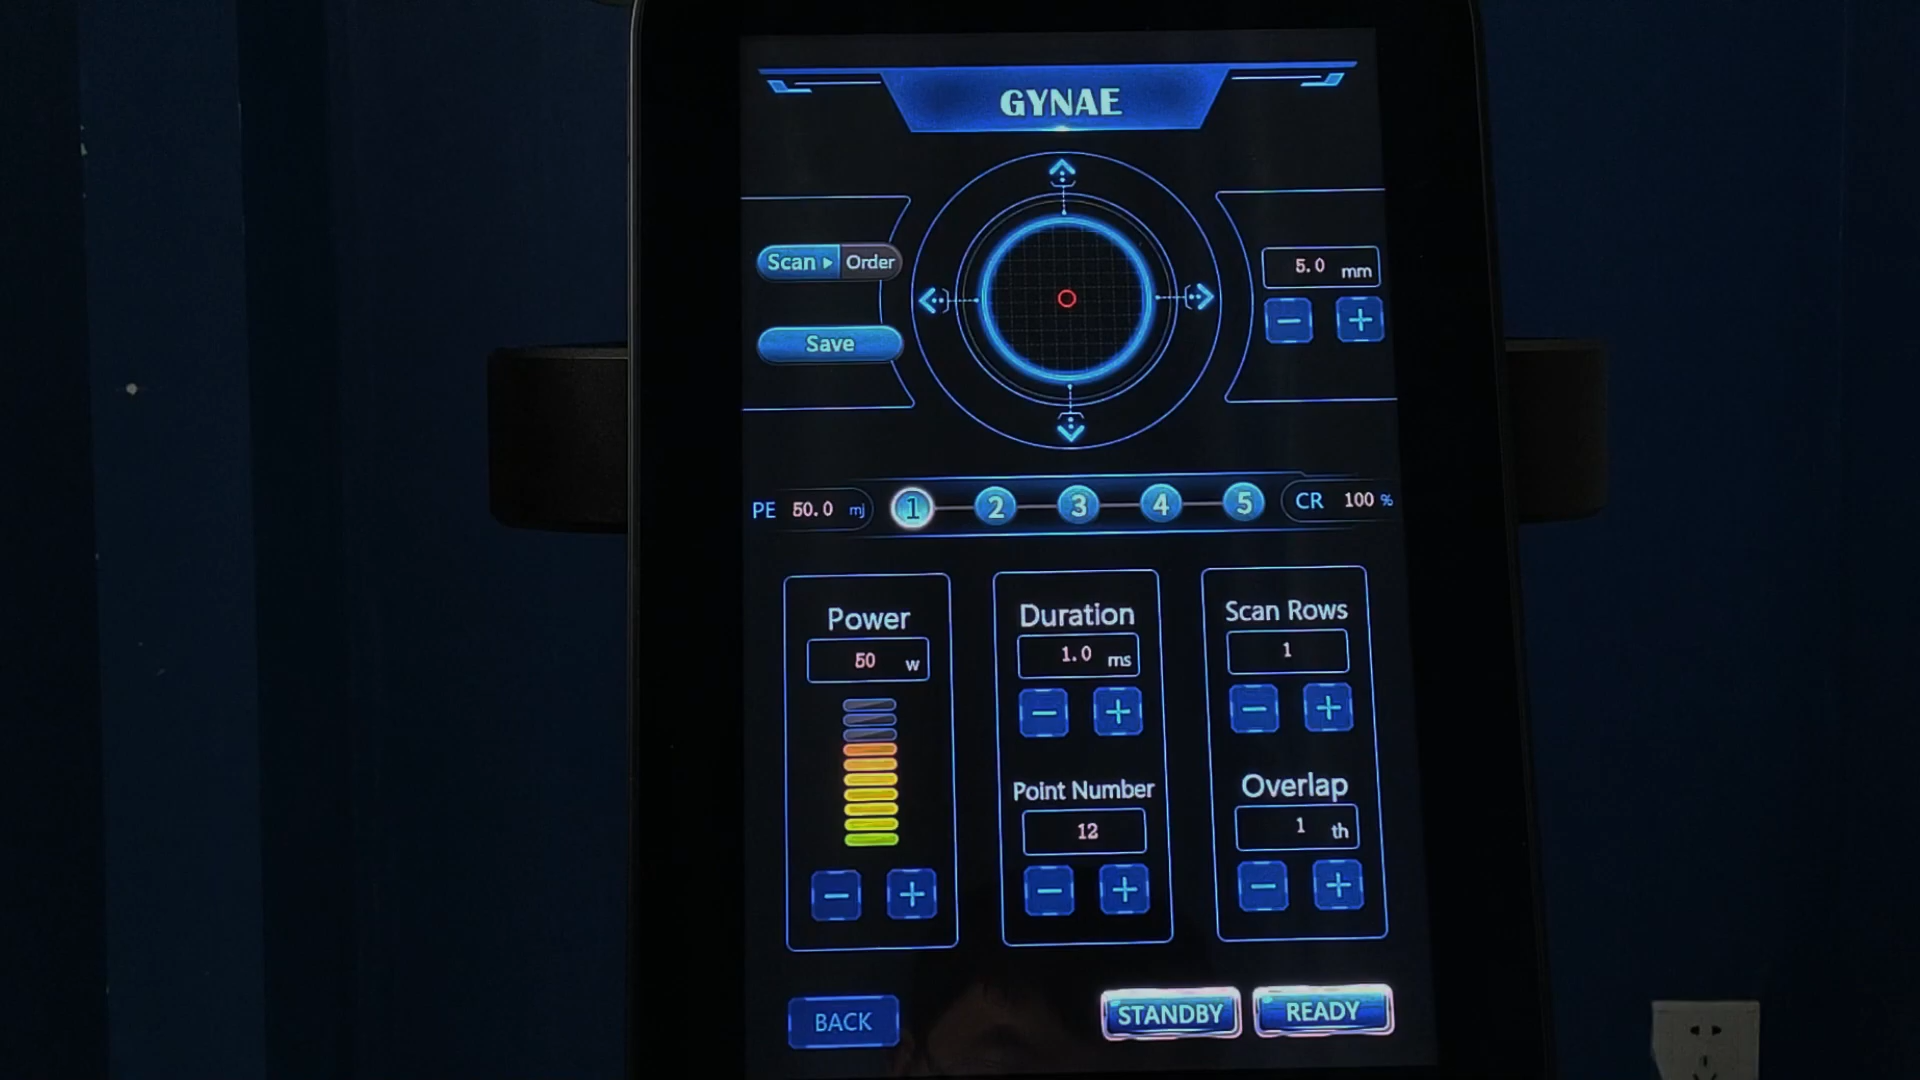 GYNAE
Scan Order
5.0 mm
Save
PE 50.0 mj 1 2 3 4 5 CR 100 %
Power Duration Scan Rows
50 w 1.0 ms 1
Point Number Overlap
12 1 th
BACK STANDBY READY